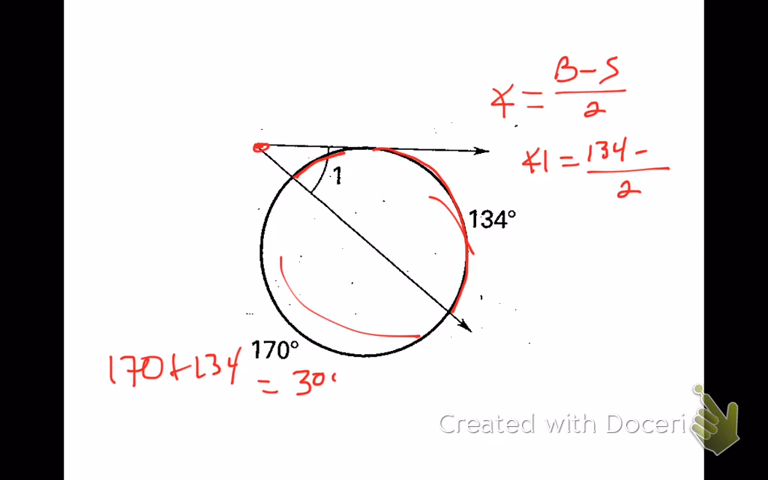 ∡ = B - S / 2
∡1 = 134 - / 2
1
134°
170°
170 + 134
= 30
Created with Doceri